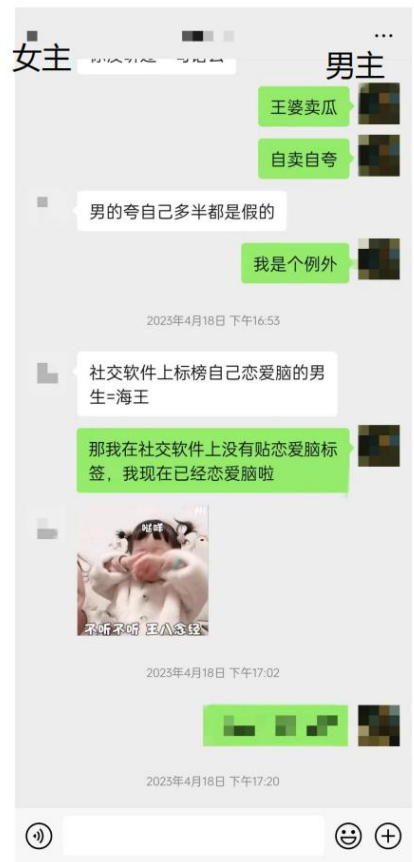 女主
男主
王婆卖瓜
自卖自夸
男的夸自己多半都是假的
我是个例外
2023年4月18日 下午16:53
社交软件上标榜自己恋爱脑的男
生=海王
那我在社交软件上没有贴恋爱脑标
签，我现在已经恋爱脑啦
哒咩
不听不听 王八念经
2023年4月18日 下午17:02
2023年4月18日 下午17:20